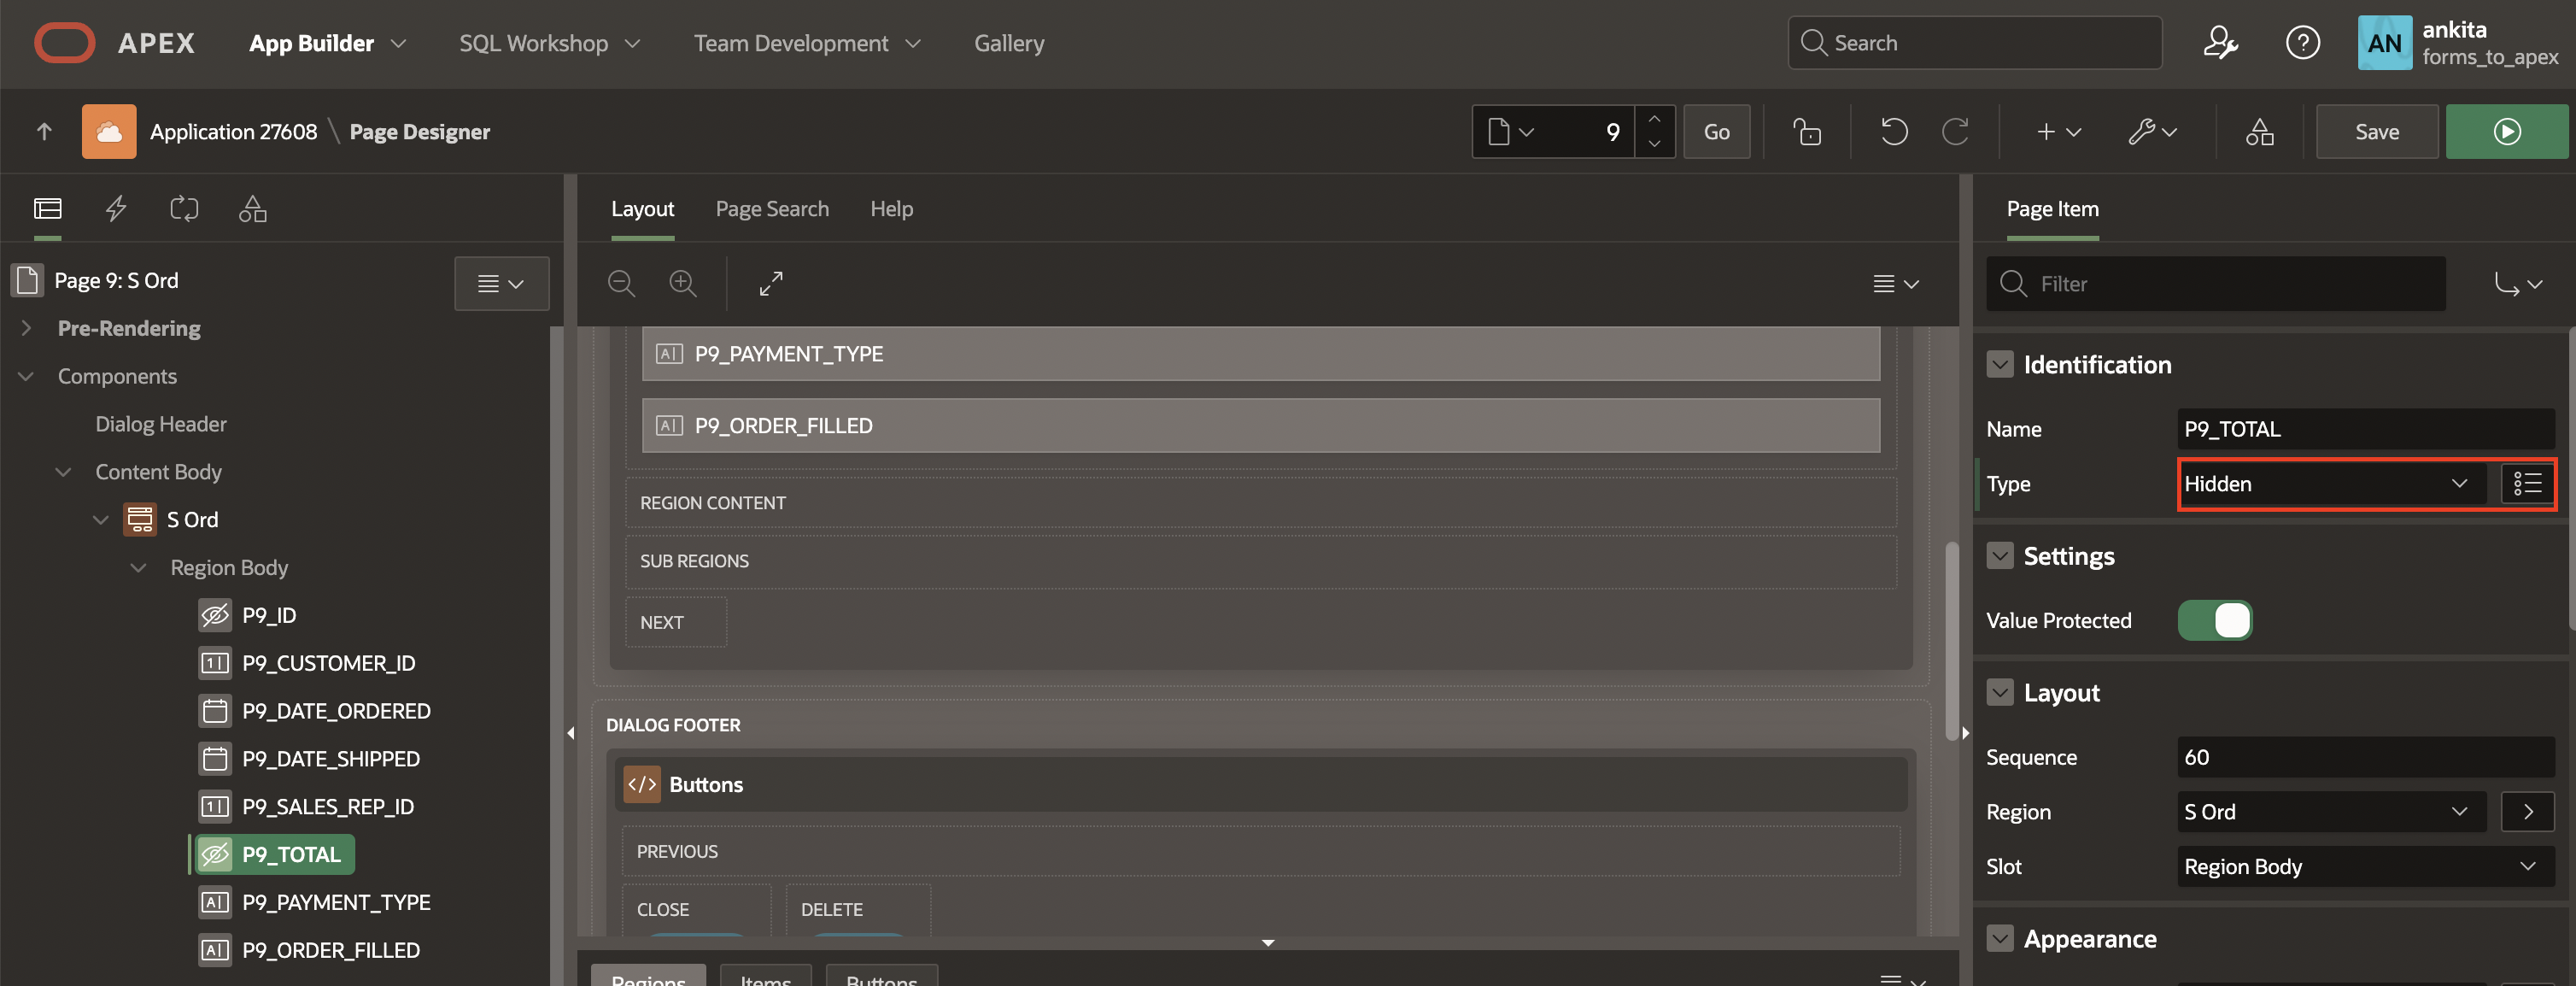 APEX App Builder SQL Workshop Team Development Gallery Search AN ankita
forms_to_apex
Application 27608 \ Page Designer 9 Go Save
Layout Page Search Help Page Item
Page 9: S Ord
Filter
Pre-Rendering
Components
Dialog Header
Content Body
S Ord
Region Body
P9_ID
P9_CUSTOMER_ID
P9_DATE_ORDERED
P9_DATE_SHIPPED
P9_SALES_REP_ID
P9_TOTAL
P9_PAYMENT_TYPE
P9_ORDER_FILLED
P9_PAYMENT_TYPE
P9_ORDER_FILLED
REGION CONTENT
SUB REGIONS
NEXT
DIALOG FOOTER
</> Buttons
PREVIOUS
CLOSE DELETE
Regions Items Buttons
Identification
Name P9_TOTAL
Type Hidden
Settings
Value Protected
Layout
Sequence 60
Region S Ord
Slot Region Body
Appearance